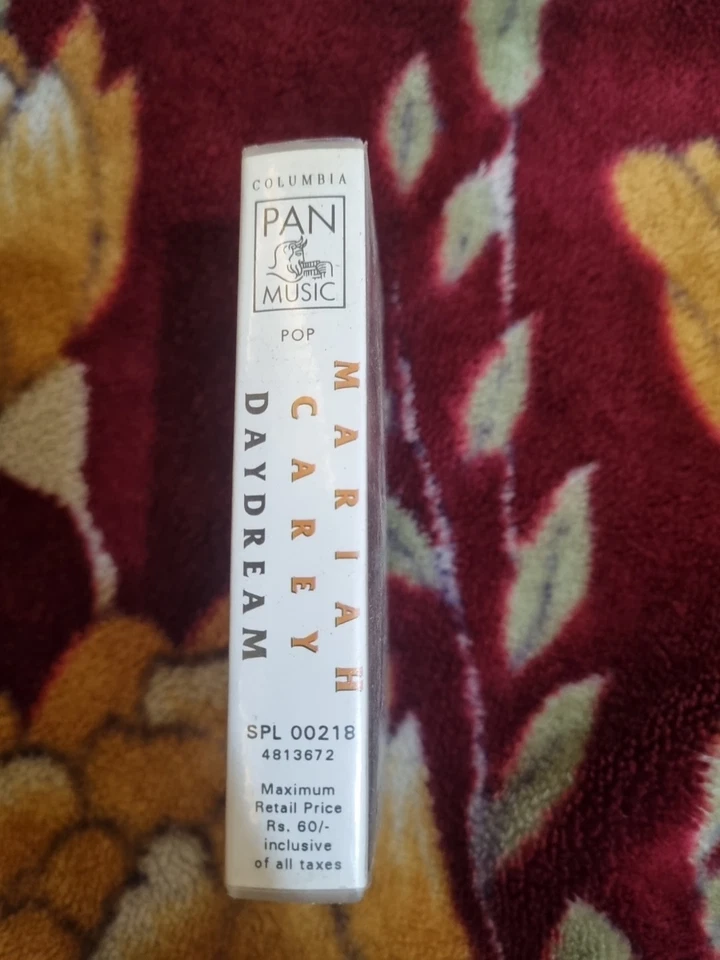 COLUMBIA
PAN
MUSIC
POP
MARIAH
CAREY
DAYDREAM
SPL 00218
4813672
Maximum
Retail Price
Rs. 60/-
inclusive
of all taxes